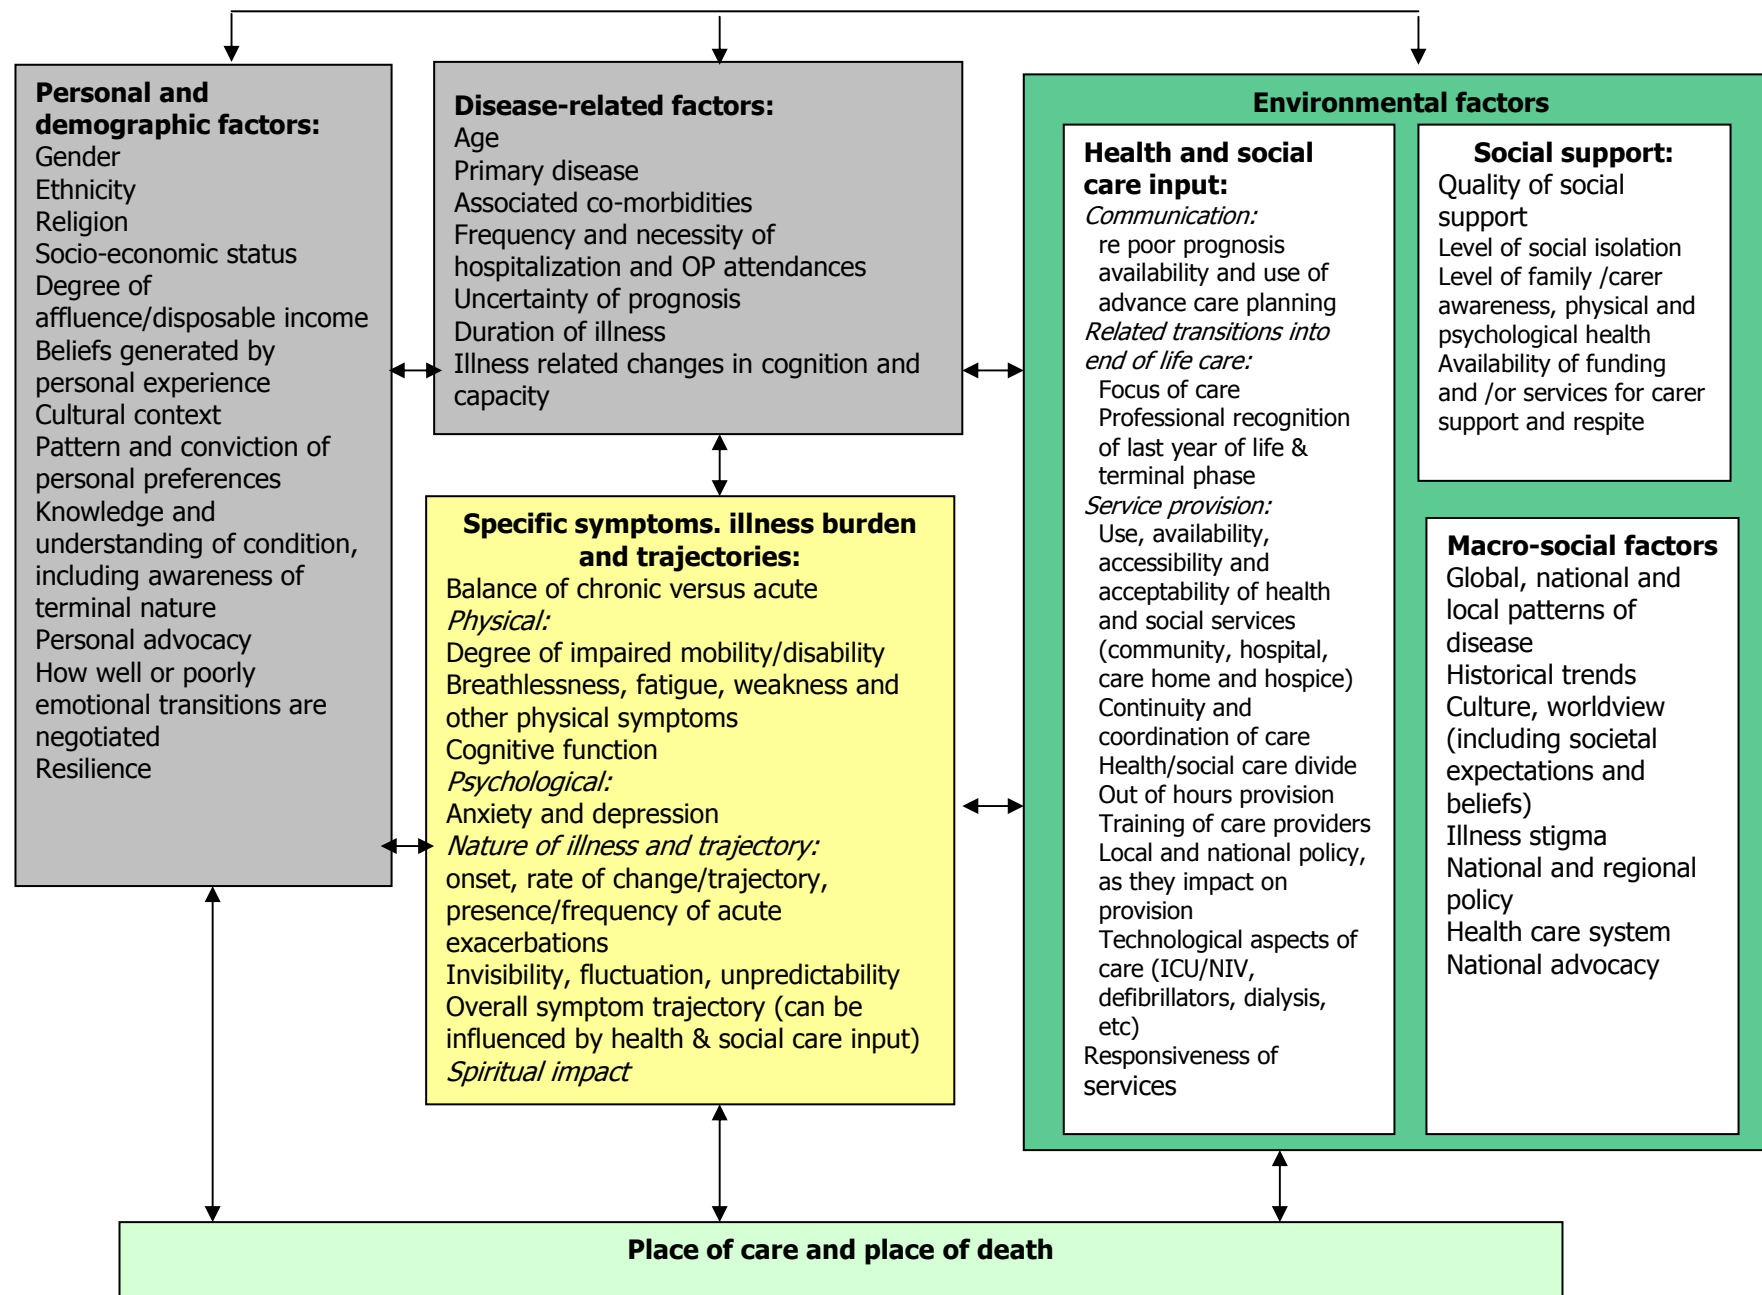 Personal and
demographic factors:
Gender
Ethnicity
Religion
Socio-economic status
Degree of
affluence/disposable income
Beliefs generated by
personal experience
Cultural context
Pattern and conviction of
personal preferences
Knowledge and
understanding of condition,
including awareness of
terminal nature
Personal advocacy
How well or poorly
emotional transitions are
negotiated
Resilience
Disease-related factors:
Age
Primary disease
Associated co-morbidities
Frequency and necessity of
hospitalization and OP attendances
Uncertainty of prognosis
Duration of illness
Illness related changes in cognition and
capacity
Specific symptoms. illness burden
and trajectories:
Balance of chronic versus acute
Physical:
Degree of impaired mobility/disability
Breathlessness, fatigue, weakness and
other physical symptoms
Cognitive function
Psychological:
Anxiety and depression
Nature of illness and trajectory:
onset, rate of change/trajectory,
presence/frequency of acute
exacerbations
Invisibility, fluctuation, unpredictability
Overall symptom trajectory (can be
influenced by health & social care input)
Spiritual impact
Environmental factors
Health and social
care input:
Communication:
re poor prognosis
availability and use of
advance care planning
Related transitions into
end of life care:
Focus of care
Professional recognition
of last year of life &
terminal phase
Service provision:
Use, availability,
accessibility and
acceptability of health
and social services
(community, hospital,
care home and hospice)
Continuity and
coordination of care
Health/social care divide
Out of hours provision
Training of care providers
Local and national policy,
as they impact on
provision
Technological aspects of
care (ICU/NIV,
defibrillators, dialysis,
etc)
Responsiveness of
services
Social support:
Quality of social
support
Level of social isolation
Level of family /carer
awareness, physical and
psychological health
Availability of funding
and /or services for carer
support and respite
Macro-social factors
Global, national and
local patterns of
disease
Historical trends
Culture, worldview
(including societal
expectations and
beliefs)
Illness stigma
National and regional
policy
Health care system
National advocacy
Place of care and place of death